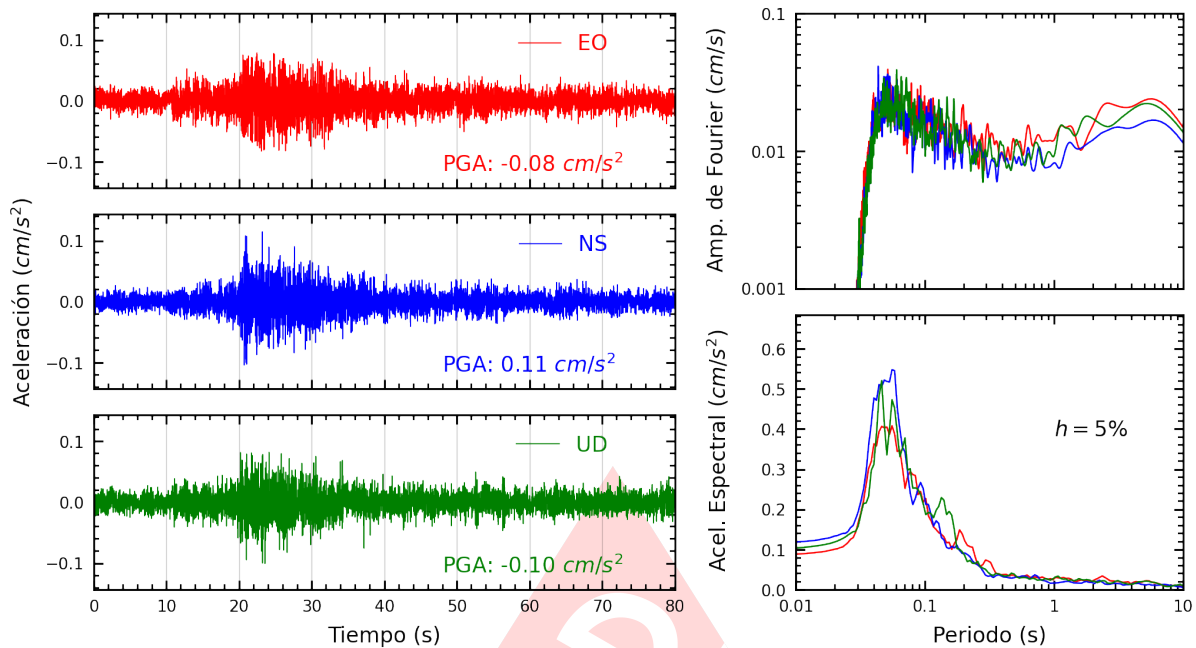 Aceleración (cm/s²)
0.1
0.0
−0.1
EO
PGA: -0.08 cm/s²
0.1
0.0
−0.1
NS
PGA: 0.11 cm/s²
0.1
0.0
−0.1
UD
PGA: -0.10 cm/s²
0 10 20 30 40 50 60 70 80
Tiempo (s)
Amp. de Fourier (cm/s)
0.1
0.01
0.001
Acel. Espectral (cm/s²)
0.6
0.5
0.4
0.3
0.2
0.1
0.0
h = 5%
0.01 0.1 1 10
Periodo (s)